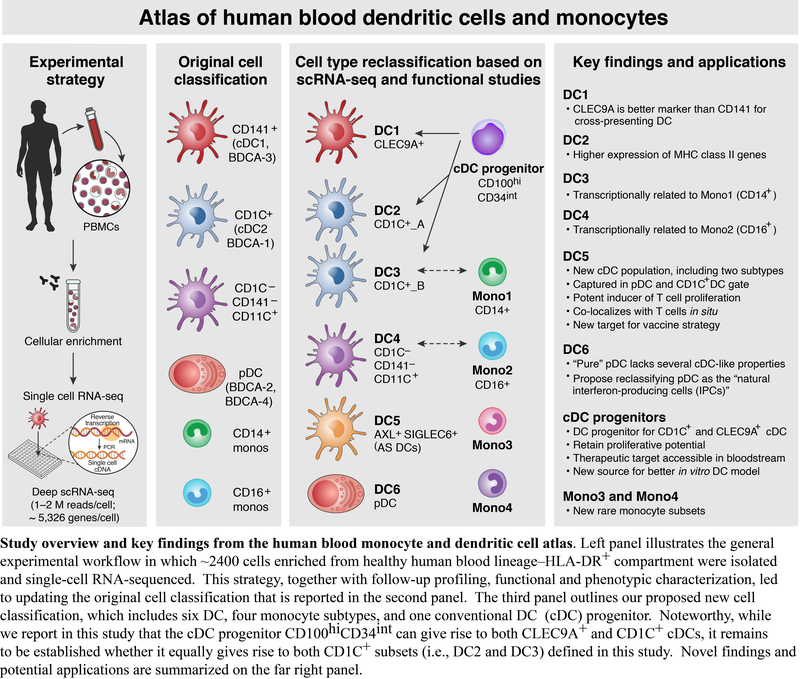 Atlas of human blood dendritic cells and monocytes
Experimental
strategy
PBMCs
Cellular enrichment
Single cell RNA-seq
Reverse
transcription
mRNA
PCR
Single cell
cDNA
Deep scRNA-seq
(1–2 M reads/cell;
~ 5,326 genes/cell)
Original cell
classification
CD141+
(cDC1,
BDCA-3)
CD1C+
(cDC2
BDCA-1)
CD1C–
CD141–
CD11C+
pDC
(BDCA-2,
BDCA-4)
CD14+
monos
CD16+
monos
Cell type reclassification based on
scRNA-seq and functional studies
DC1
CLEC9A+
cDC progenitor
CD100hi
CD34int
DC2
CD1C+_A
DC3
CD1C+_B
Mono1
CD14+
DC4
CD1C–
CD141–
CD11C+
Mono2
CD16+
DC5
AXL+ SIGLEC6+
(AS DCs)
Mono3
DC6
pDC
Mono4
Key findings and applications
DC1
• CLEC9A is better marker than CD141 for
cross-presenting DC
DC2
• Higher expression of MHC class II genes
DC3
• Transcriptionally related to Mono1 (CD14+)
DC4
• Transcriptionally related to Mono2 (CD16+)
DC5
• New cDC population, including two subtypes
• Captured in pDC and CD1C+DC gate
• Potent inducer of T cell proliferation
• Co-localizes with T cells in situ
• New target for vaccine strategy
DC6
• “Pure” pDC lacks several cDC-like properties
• Propose reclassifying pDC as the “natural
interferon-producing cells (IPCs)”
cDC progenitors
• DC progenitor for CD1C+ and CLEC9A+ cDC
• Retain proliferative potential
• Therapeutic target accessible in bloodstream
• New source for better in vitro DC model
Mono3 and Mono4
• New rare monocyte subsets
Study overview and key findings from the human blood monocyte and dendritic cell atlas. Left panel illustrates the general
experimental workflow in which ~2400 cells enriched from healthy human blood lineage–HLA-DR+ compartment were isolated
and single-cell RNA-sequenced. This strategy, together with follow-up profiling, functional and phenotypic characterization, led
to updating the original cell classification that is reported in the second panel. The third panel outlines our proposed new cell
classification, which includes six DC, four monocyte subtypes, and one conventional DC (cDC) progenitor. Noteworthy, while
we report in this study that the cDC progenitor CD100hiCD34int can give rise to both CLEC9A+ and CD1C+ cDCs, it remains
to be established whether it equally gives rise to both CD1C+ subsets (i.e., DC2 and DC3) defined in this study. Novel findings and
potential applications are summarized on the far right panel.